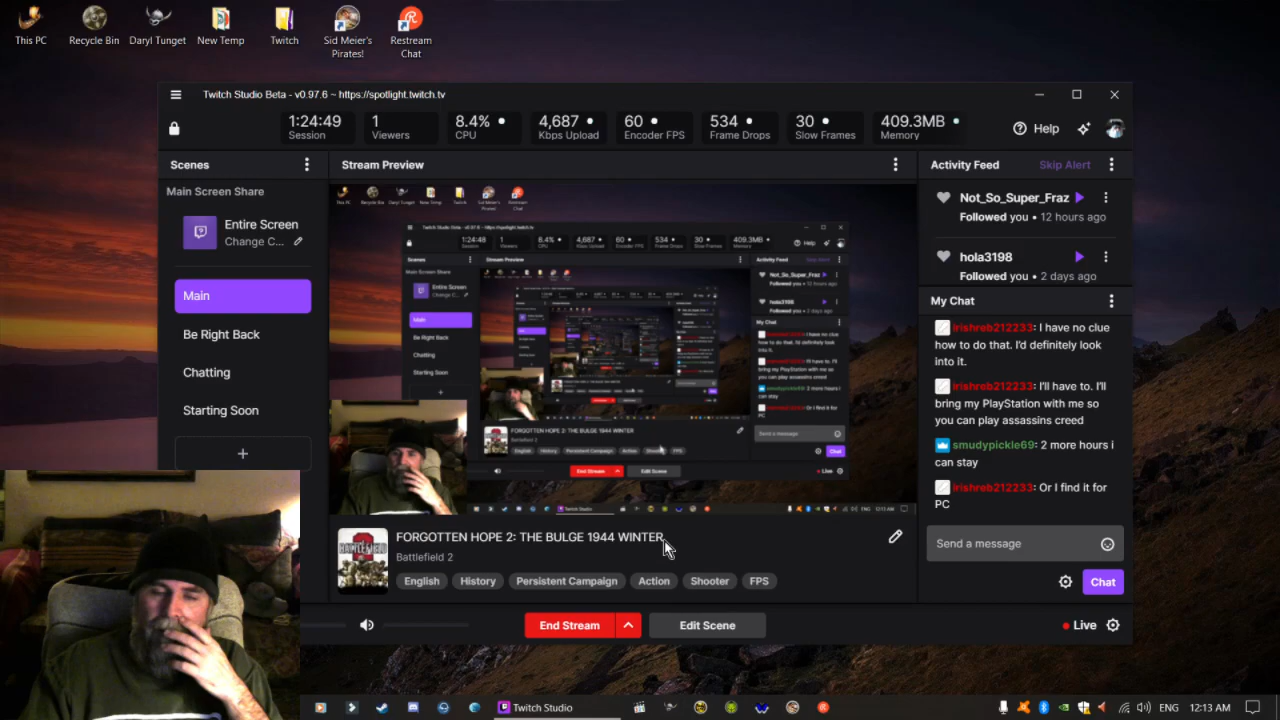 This PC
Recycle Bin
Daryl Tunget
New Temp
Twitch
Sid Meier's
Pirates!
Restream
Chat
Twitch Studio Beta - v0.97.6 ~ https://spotlight.twitch.tv
1:24:49
Session
1
Viewers
8.4%
CPU
4,687
Kbps Upload
60
Encoder FPS
534
Frame Drops
30
Slow Frames
409.3MB
Memory
Help
Scenes
Stream Preview
Activity Feed
Skip Alert
Main Screen Share
Entire Screen
Change C...
Main
Be Right Back
Chatting
Starting Soon
+
Not_So_Super_Fraz
Followed you • 12 hours ago
hola3198
Followed you • 2 days ago
My Chat
irishreb212233: I have no clue
how to do that. I'd definitely look
into it.
irishreb212233: I'll have to. I'll
bring my PlayStation with me so
you can play assassins creed
smudypickle69: 2 more hours i
can stay
irishreb212233: Or I find it for
PC
Send a message
Chat
FORGOTTEN HOPE 2: THE BULGE 1944 WINTER
Battlefield 2
English
History
Persistent Campaign
Action
Shooter
FPS
End Stream
Edit Scene
Live
Twitch Studio
ENG
12:13 AM